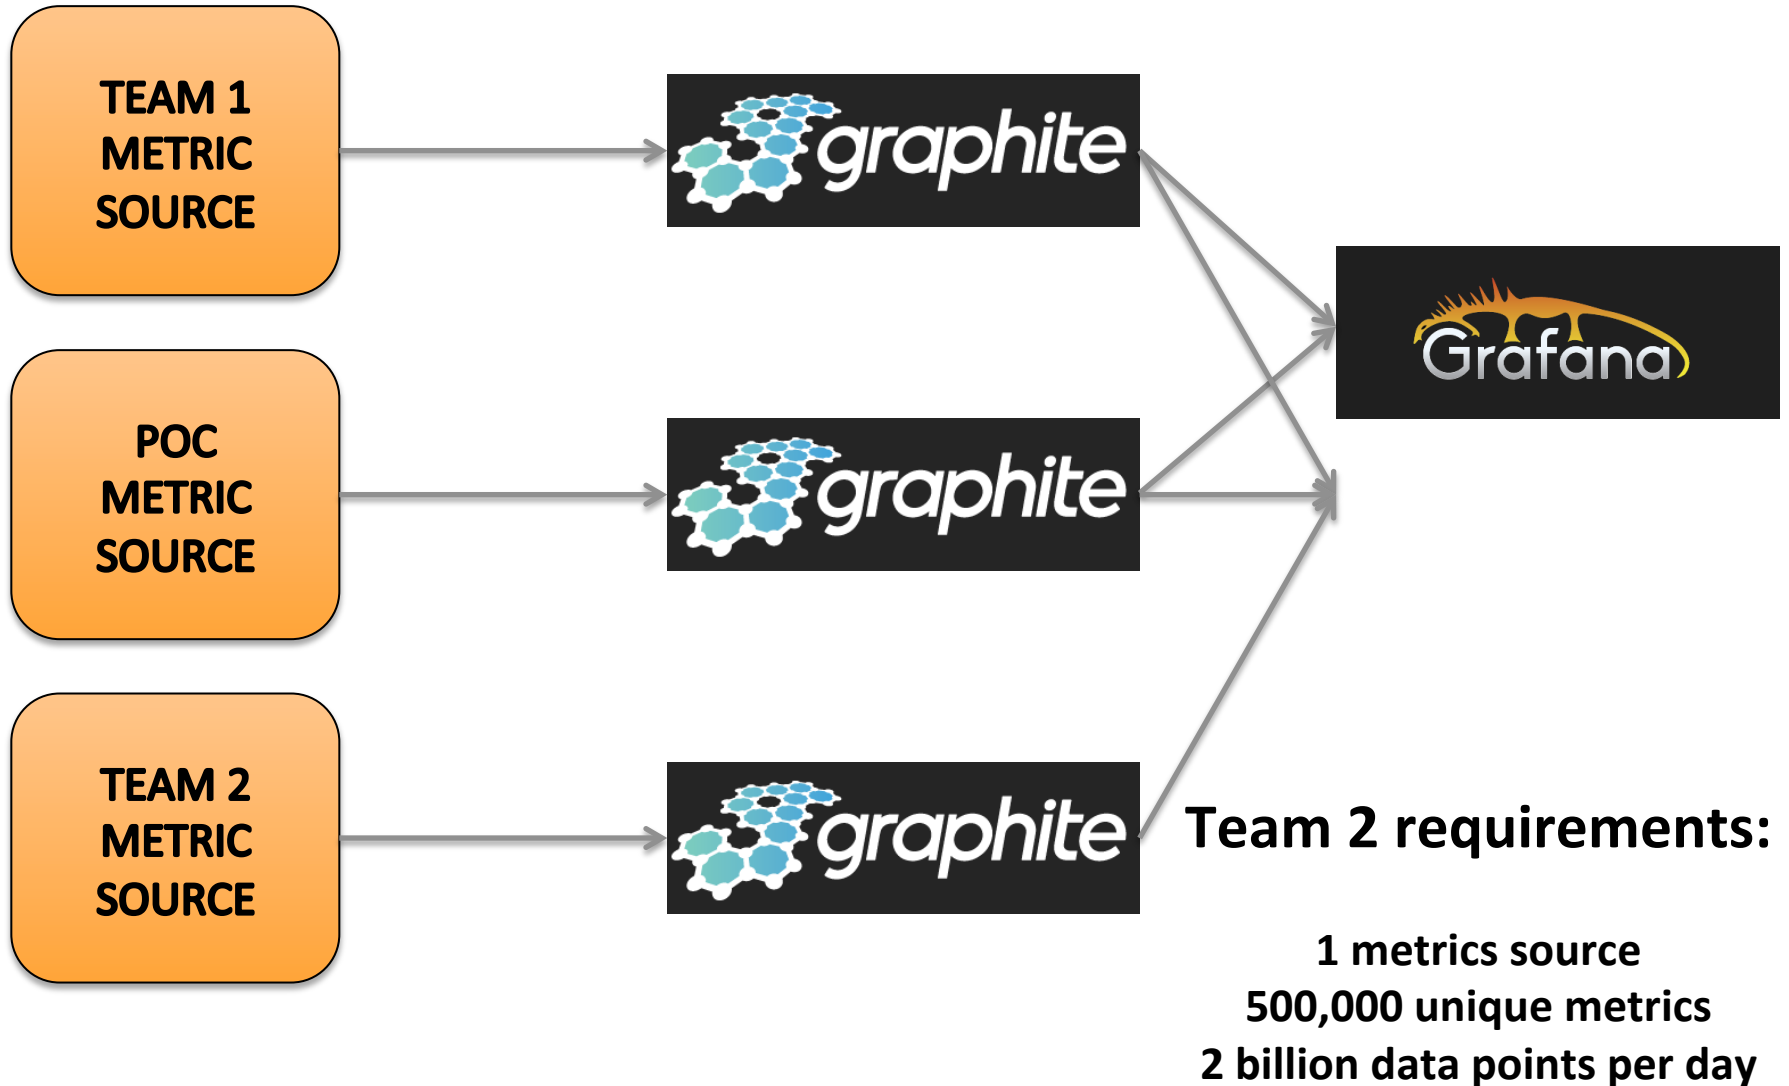 TEAM 1
METRIC
SOURCE
graphite
Grafana
POC
METRIC
SOURCE
graphite
TEAM 2
METRIC
SOURCE
graphite
Team 2 requirements:
1 metrics source
500,000 unique metrics
2 billion data points per day